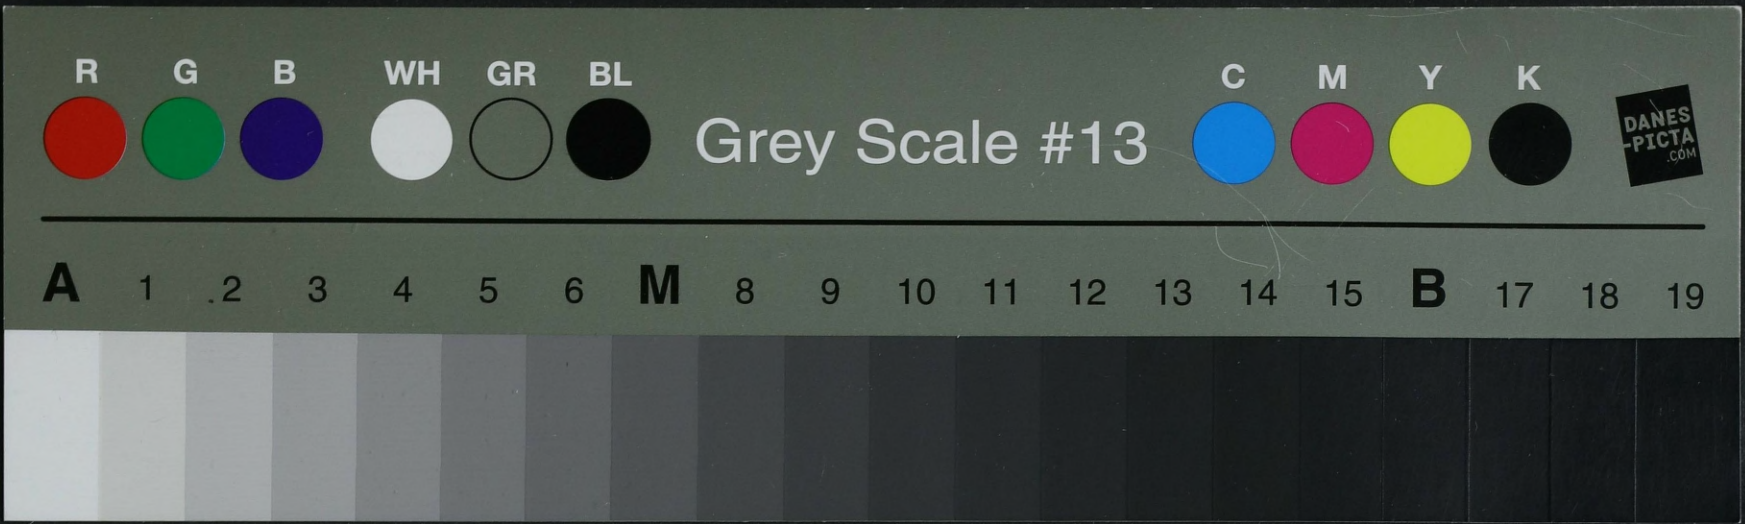 R G B WH GR BL C M Y K
Grey Scale #13
DANES
-PICTA
.COM
A 1 2 3 4 5 6 M 8 9 10 11 12 13 14 15 B 17 18 19